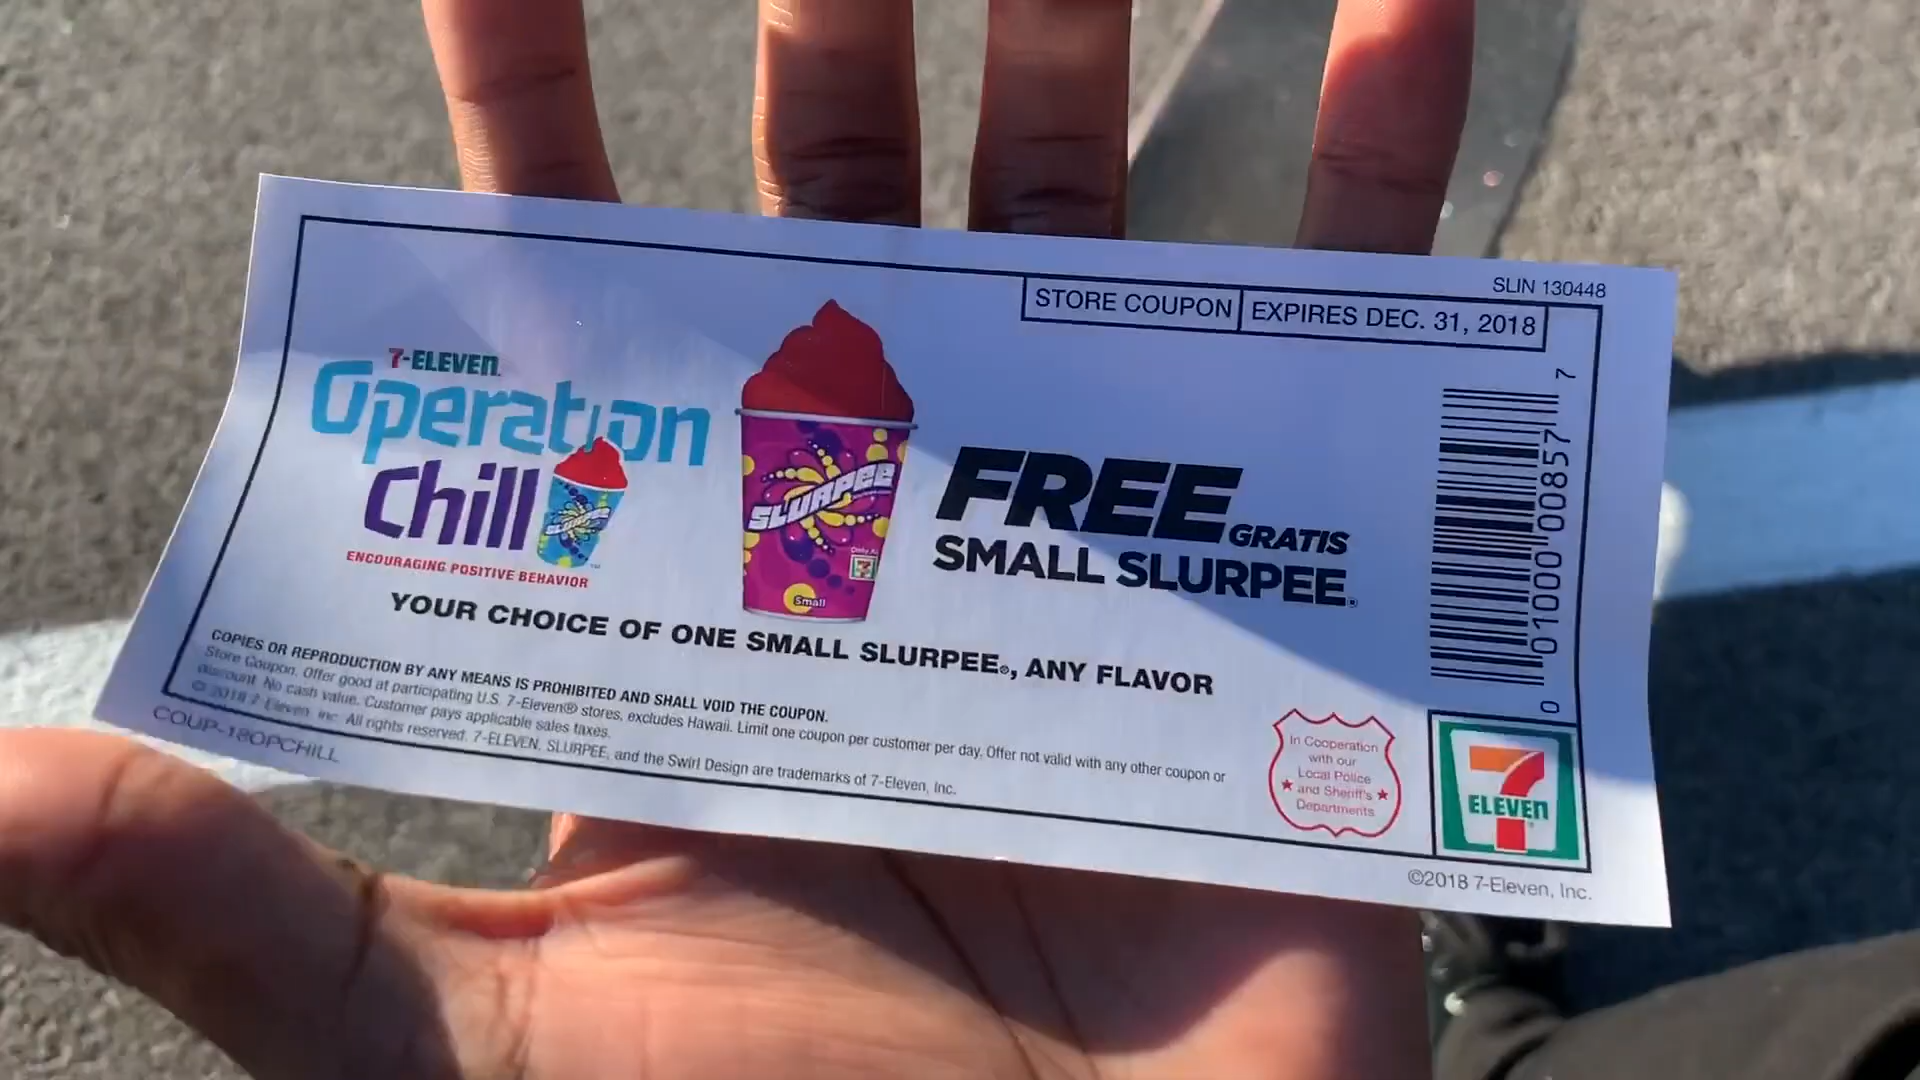 SLIN 130448
STORE COUPON EXPIRES DEC. 31, 2018
7-ELEVEN
Operation
Chill
SLURPEE
ENCOURAGING POSITIVE BEHAVIOR
SLURPEE
Only At
7
Small
FREE GRATIS
SMALL SLURPEE®
YOUR CHOICE OF ONE SMALL SLURPEE®, ANY FLAVOR
COPIES OR REPRODUCTION BY ANY MEANS IS PROHIBITED AND SHALL VOID THE COUPON.
Store Coupon. Offer good at participating U.S. 7-Eleven® stores, excludes Hawaii. Limit one coupon per customer per day. Offer not valid with any other coupon or
discount. No cash value. Customer pays applicable sales taxes.
© 2018 7-Eleven, Inc. All rights reserved. 7-ELEVEN, SLURPEE, and the Swirl Design are trademarks of 7-Eleven, Inc.
COUP-18OPCHILL
0 01000 00857 7
In Cooperation
with our
Local Police
and Sheriff's
Departments
7
ELEVEN
©2018 7-Eleven, Inc.